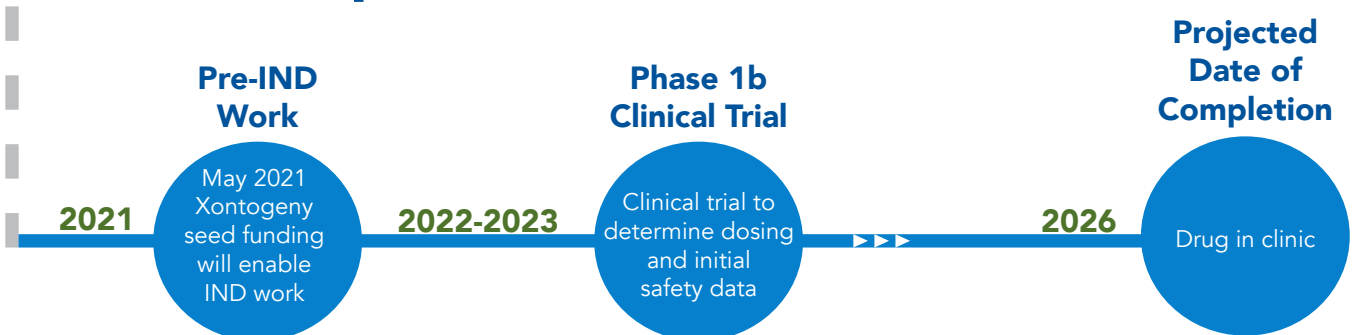 Pre-IND
Work
Phase 1b
Clinical Trial
Projected
Date of
Completion
2021
May 2021
Xontogeny
seed funding
will enable
IND work
2022-2023
Clinical trial to
determine dosing
and initial
safety data
2026
Drug in clinic